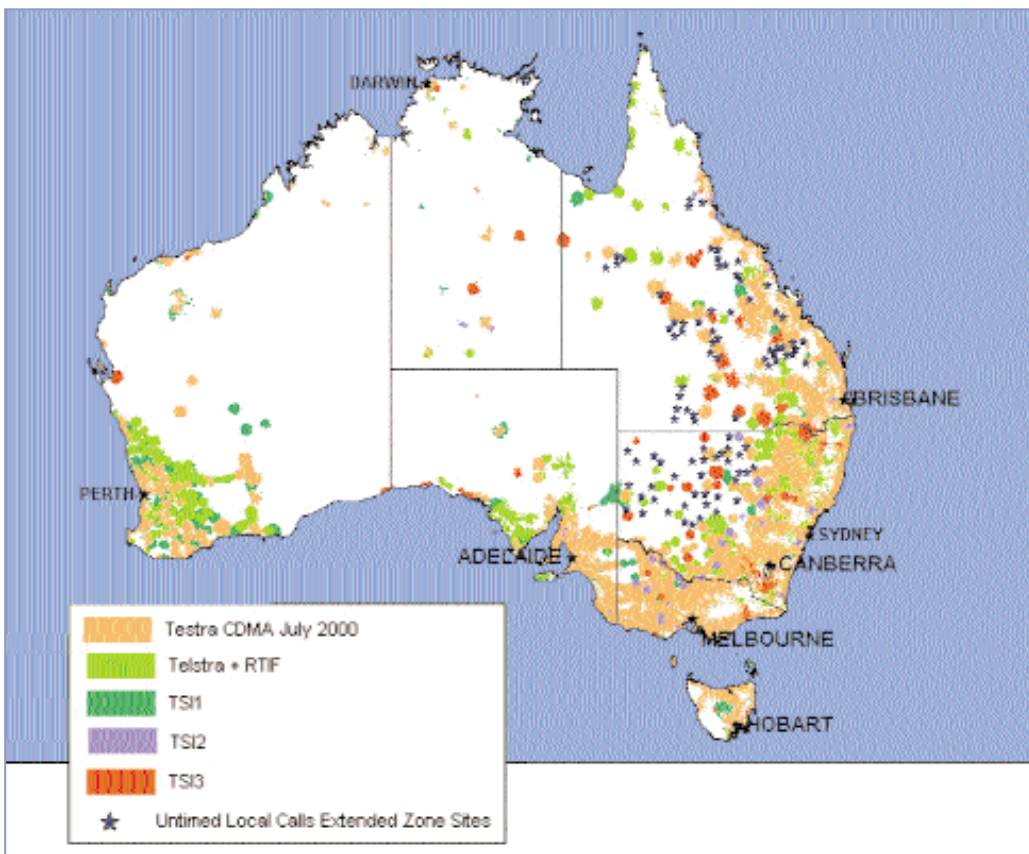 DARWIN
BRISBANE
PERTH
SYDNEY
ADELAIDE
CANBERRA
MELBOURNE
HOBART
Testra CDMA July 2000
Telstra + RTIF
TSI1
TSI2
TSI3
Untimed Local Calls Extended Zone Sites